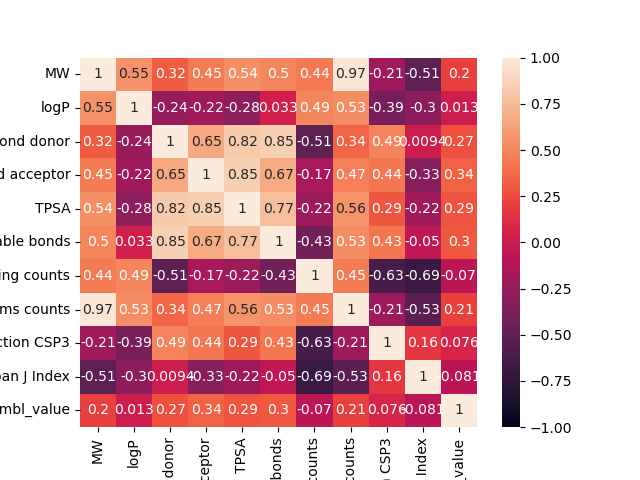 MW 1 0.55 0.32 0.45 0.54 0.5 0.44 0.97 -0.21 -0.51 0.2
logP 0.55 1 -0.24 -0.22 -0.28 0.033 0.49 0.53 -0.39 -0.3 0.013
ond donor 0.32 -0.24 1 0.65 0.82 0.85 -0.51 0.34 0.49 0.0094 0.27
d acceptor 0.45 -0.22 0.65 1 0.85 0.67 -0.17 0.47 0.44 -0.33 0.34
TPSA 0.54 -0.28 0.82 0.85 1 0.77 -0.22 0.56 0.29 -0.22 0.29
able bonds 0.5 0.033 0.85 0.67 0.77 1 -0.43 0.53 0.43 -0.05 0.3
ing counts 0.44 0.49 -0.51 -0.17 -0.22 -0.43 1 0.45 -0.63 -0.69 -0.07
ms counts 0.97 0.53 0.34 0.47 0.56 0.53 0.45 1 -0.21 -0.53 0.21
ction CSP3 -0.21 -0.39 0.49 0.44 0.29 0.43 -0.63 -0.21 1 0.16 0.076
an J Index -0.51 -0.3 0.0094 -0.33 -0.22 -0.05 -0.69 -0.53 0.16 1 -0.081
mbl_value 0.2 0.013 0.27 0.34 0.29 0.3 -0.07 0.21 0.076 -0.081 1
MW
logP
donor
ceptor
TPSA
bonds
counts
counts
CSP3
Index
_value
1.00
0.75
0.50
0.25
0.00
−0.25
−0.50
−0.75
−1.00